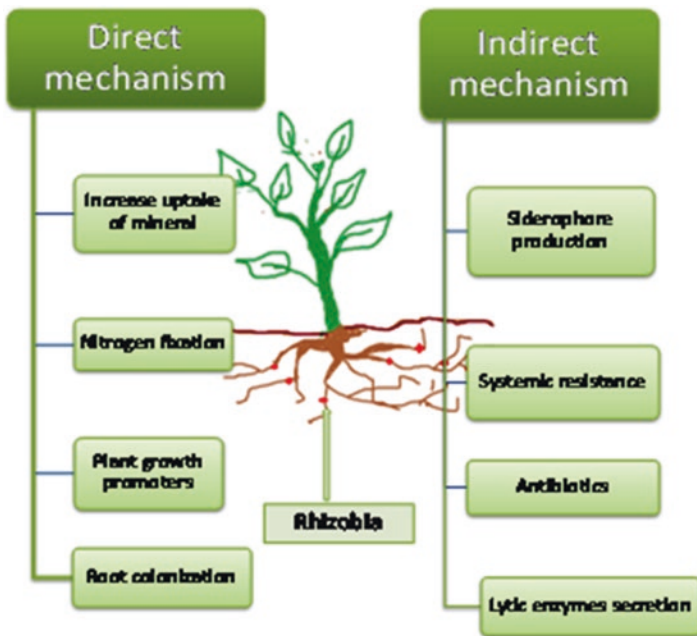 Direct
mechanism
Increase uptake
of mineral
Nitrogen fixation
Plant growth
promoters
Root colonization
Indirect
mechanism
Siderophore
production
Systemic resistance
Antibiotics
Lytic enzymes secretion
Rhizobia